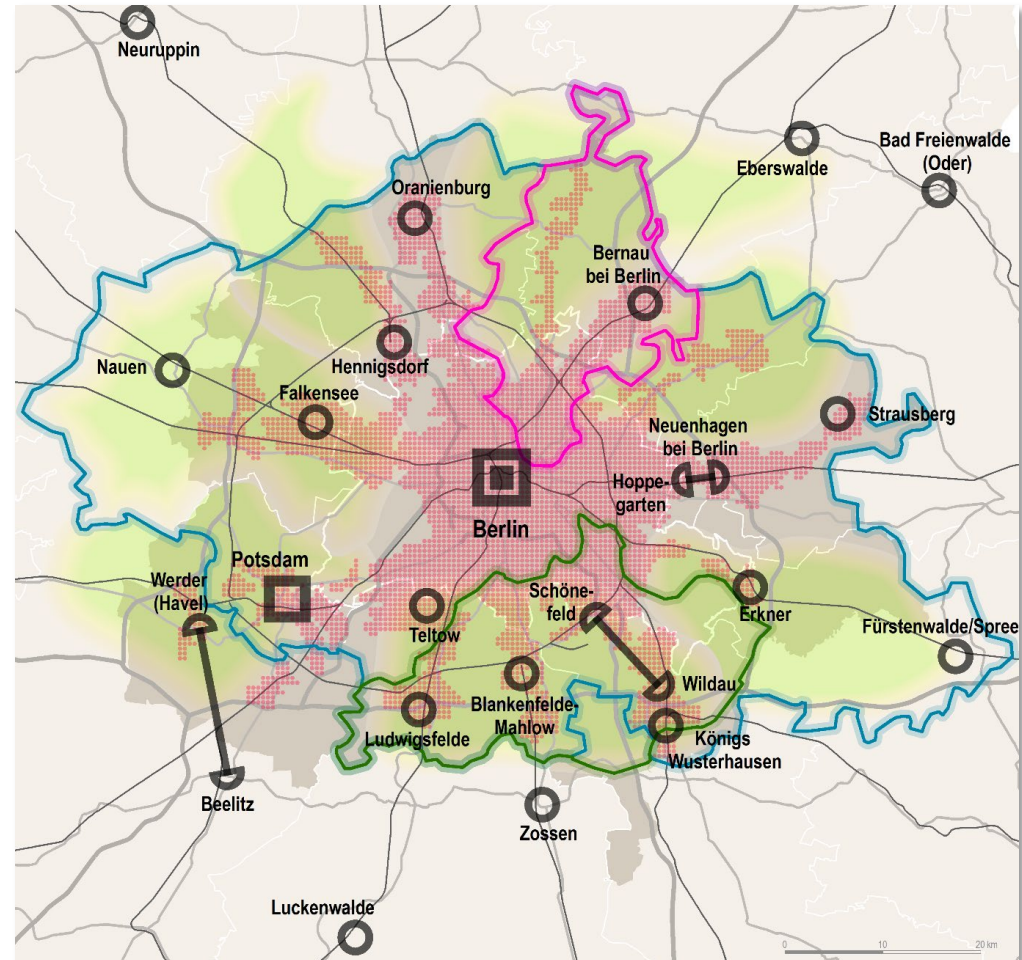 Neuruppin
Eberswalde
Bad Freienwalde
(Oder)
Oranienburg
Bernau
bei Berlin
Nauen
Hennigsdorf
Falkensee
Strausberg
Neuenhagen
bei Berlin
Hoppe-
garten
Berlin
Potsdam
Werder
(Havel)
Schöne-
feld
Teltow
Erkner
Fürstenwalde/Spree
Wildau
Blankenfelde-
Mahlow
Ludwigsfelde
Königs
Wusterhausen
Beelitz
Zossen
Luckenwalde
0 10 20 km